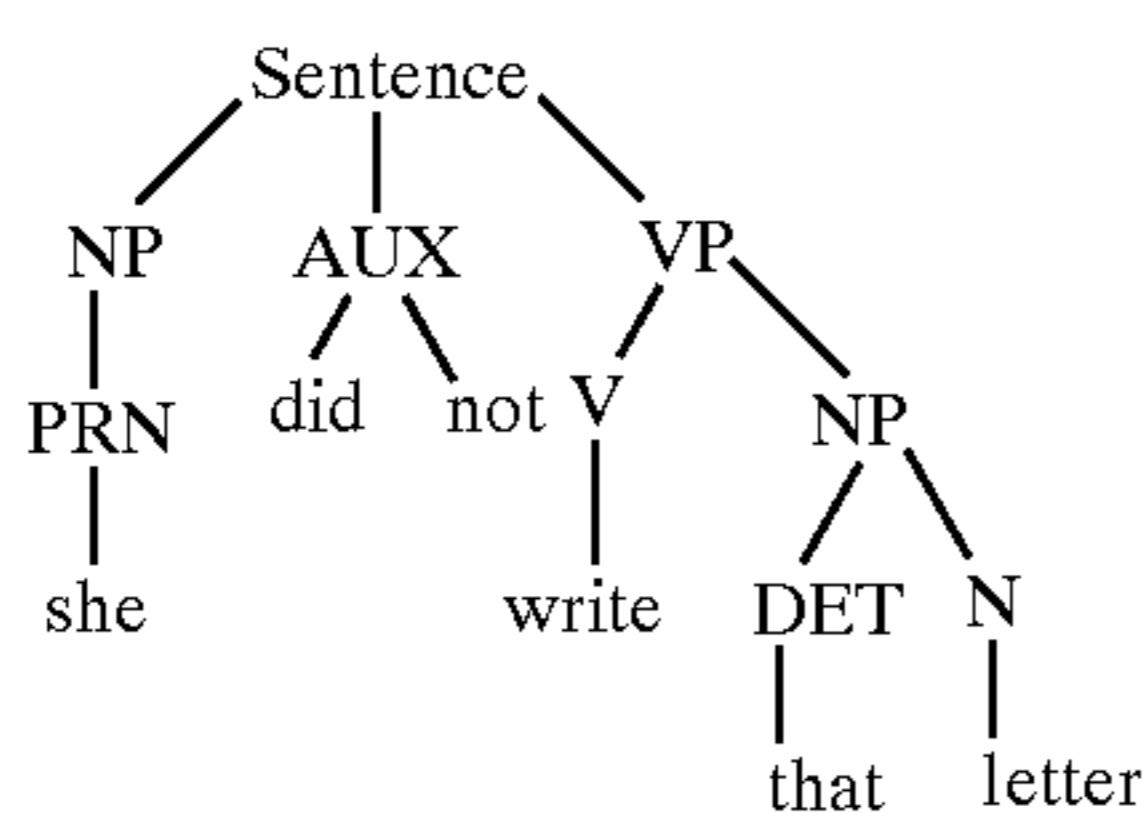 Sentence
NP AUX VP
did not V
PRN NP
she write DET N
that letter